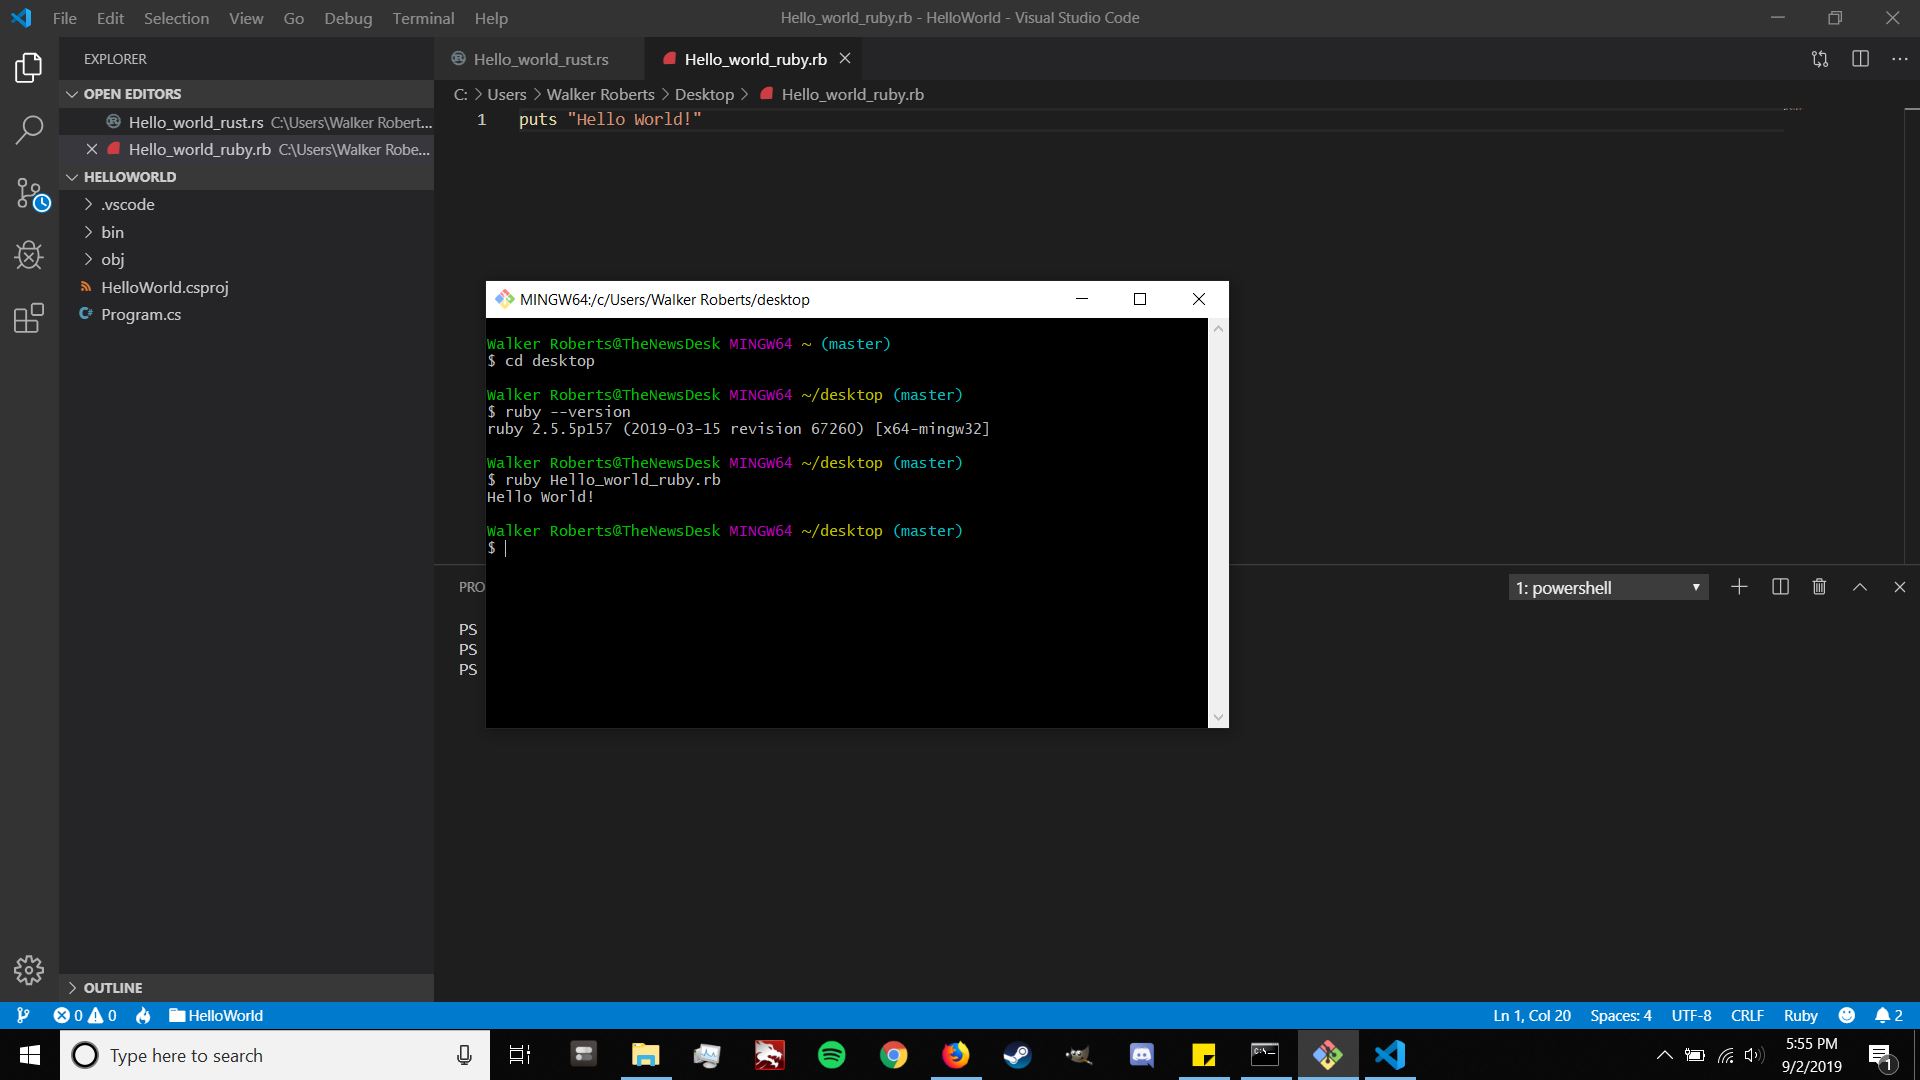 File Edit Selection View Go Debug Terminal Help
Hello_world_ruby.rb - HelloWorld - Visual Studio Code
EXPLORER
OPEN EDITORS
Hello_world_rust.rs C:\Users\Walker Robert...
Hello_world_ruby.rb C:\Users\Walker Robe...
HELLOWORLD
.vscode
bin
obj
HelloWorld.csproj
Program.cs
OUTLINE
Hello_world_rust.rs
Hello_world_ruby.rb
C: > Users > Walker Roberts > Desktop > Hello_world_ruby.rb
1 puts "Hello World!"
MINGW64:/c/Users/Walker Roberts/desktop
Walker Roberts@TheNewsDesk MINGW64 ~ (master)
$ cd desktop
Walker Roberts@TheNewsDesk MINGW64 ~/desktop (master)
$ ruby --version
ruby 2.5.5p157 (2019-03-15 revision 67260) [x64-mingw32]
Walker Roberts@TheNewsDesk MINGW64 ~/desktop (master)
$ ruby Hello_world_ruby.rb
Hello World!
Walker Roberts@TheNewsDesk MINGW64 ~/desktop (master)
$
PRO
1: powershell
PS
PS
PS
0 0 HelloWorld
Ln 1, Col 20 Spaces: 4 UTF-8 CRLF Ruby 2
Type here to search
5:55 PM
9/2/2019
1